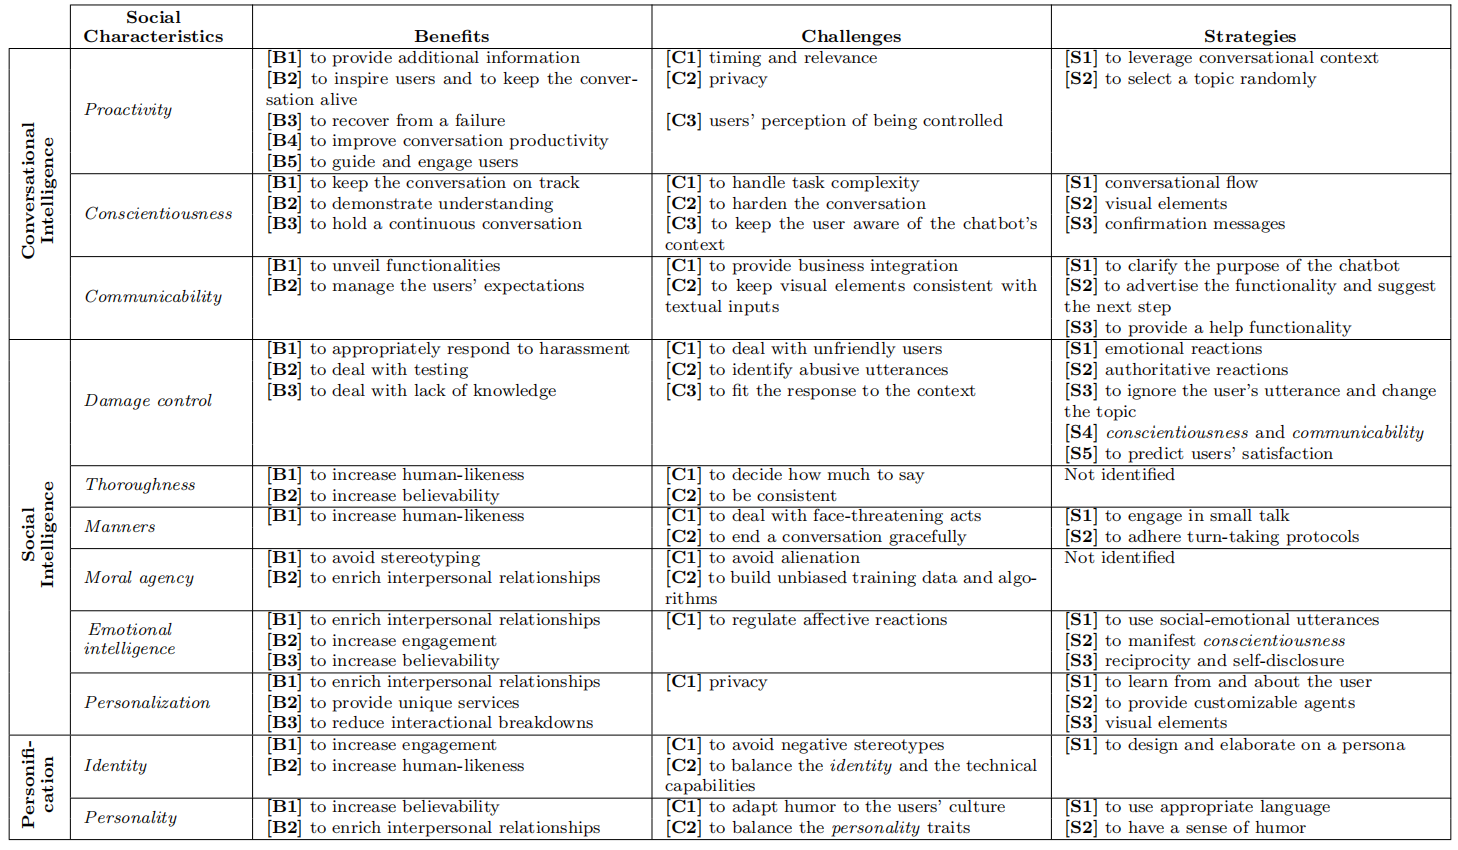 Social
Characteristics
Benefits
Challenges
Strategies
Conversational
Intelligence
Proactivity
[B1] to provide additional information
[B2] to inspire users and to keep the conver-
sation alive
[B3] to recover from a failure
[B4] to improve conversation productivity
[B5] to guide and engage users
[C1] timing and relevance
[C2] privacy
[C3] users' perception of being controlled
[S1] to leverage conversational context
[S2] to select a topic randomly
Conscientiousness
[B1] to keep the conversation on track
[B2] to demonstrate understanding
[B3] to hold a continuous conversation
[C1] to handle task complexity
[C2] to harden the conversation
[C3] to keep the user aware of the chatbot's
context
[S1] conversational flow
[S2] visual elements
[S3] confirmation messages
Communicability
[B1] to unveil functionalities
[B2] to manage the users' expectations
[C1] to provide business integration
[C2] to keep visual elements consistent with
textual inputs
[S1] to clarify the purpose of the chatbot
[S2] to advertise the functionality and suggest
the next step
[S3] to provide a help functionality
Social
Intelligence
Damage control
[B1] to appropriately respond to harassment
[B2] to deal with testing
[B3] to deal with lack of knowledge
[C1] to deal with unfriendly users
[C2] to identify abusive utterances
[C3] to fit the response to the context
[S1] emotional reactions
[S2] authoritative reactions
[S3] to ignore the user's utterance and change
the topic
[S4] conscientiousness and communicability
[S5] to predict users' satisfaction
Thoroughness
[B1] to increase human-likeness
[B2] to increase believability
[C1] to decide how much to say
[C2] to be consistent
Not identified
Manners
[B1] to increase human-likeness
[C1] to deal with face-threatening acts
[C2] to end a conversation gracefully
[S1] to engage in small talk
[S2] to adhere turn-taking protocols
Moral agency
[B1] to avoid stereotyping
[B2] to enrich interpersonal relationships
[C1] to avoid alienation
[C2] to build unbiased training data and algo-
rithms
Not identified
Emotional
intelligence
[B1] to enrich interpersonal relationships
[B2] to increase engagement
[B3] to increase believability
[C1] to regulate affective reactions
[S1] to use social-emotional utterances
[S2] to manifest conscientiousness
[S3] reciprocity and self-disclosure
Personalization
[B1] to enrich interpersonal relationships
[B2] to provide unique services
[B3] to reduce interactional breakdowns
[C1] privacy
[S1] to learn from and about the user
[S2] to provide customizable agents
[S3] visual elements
Personifi-
cation
Identity
[B1] to increase engagement
[B2] to increase human-likeness
[C1] to avoid negative stereotypes
[C2] to balance the identity and the technical
capabilities
[S1] to design and elaborate on a persona
Personality
[B1] to increase believability
[B2] to enrich interpersonal relationships
[C1] to adapt humor to the users' culture
[C2] to balance the personality traits
[S1] to use appropriate language
[S2] to have a sense of humor